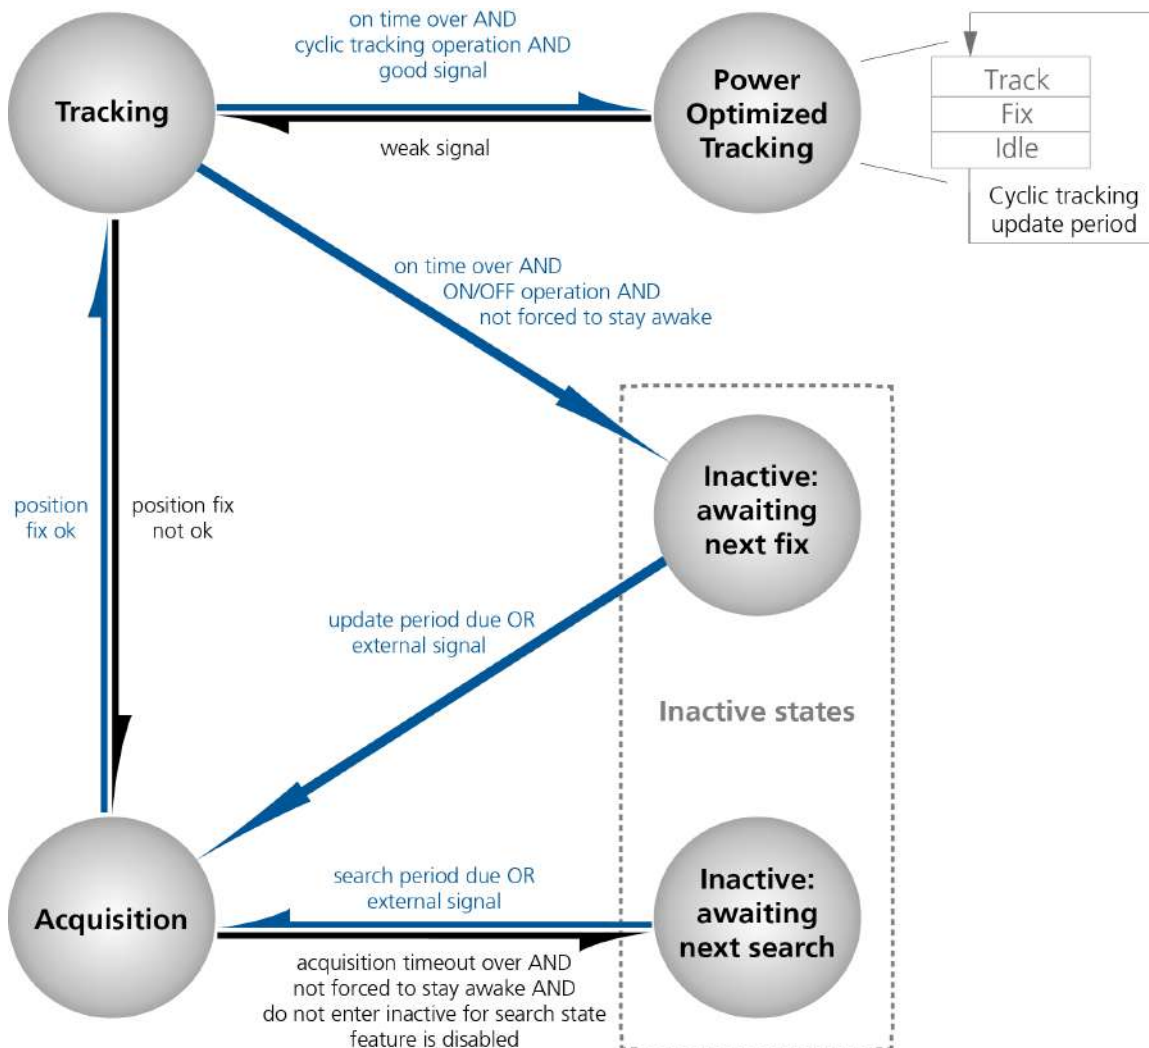 on time over AND
cyclic tracking operation AND
good signal
Tracking
Power
Optimized
Tracking
Track
Fix
Idle
weak signal
Cyclic tracking
update period
on time over AND
ON/OFF operation AND
not forced to stay awake
position
fix ok
position fix
not ok
Inactive:
awaiting
next fix
update period due OR
external signal
Inactive states
search period due OR
external signal
Acquisition
Inactive:
awaiting
next search
acquisition timeout over AND
not forced to stay awake AND
do not enter inactive for search state
feature is disabled